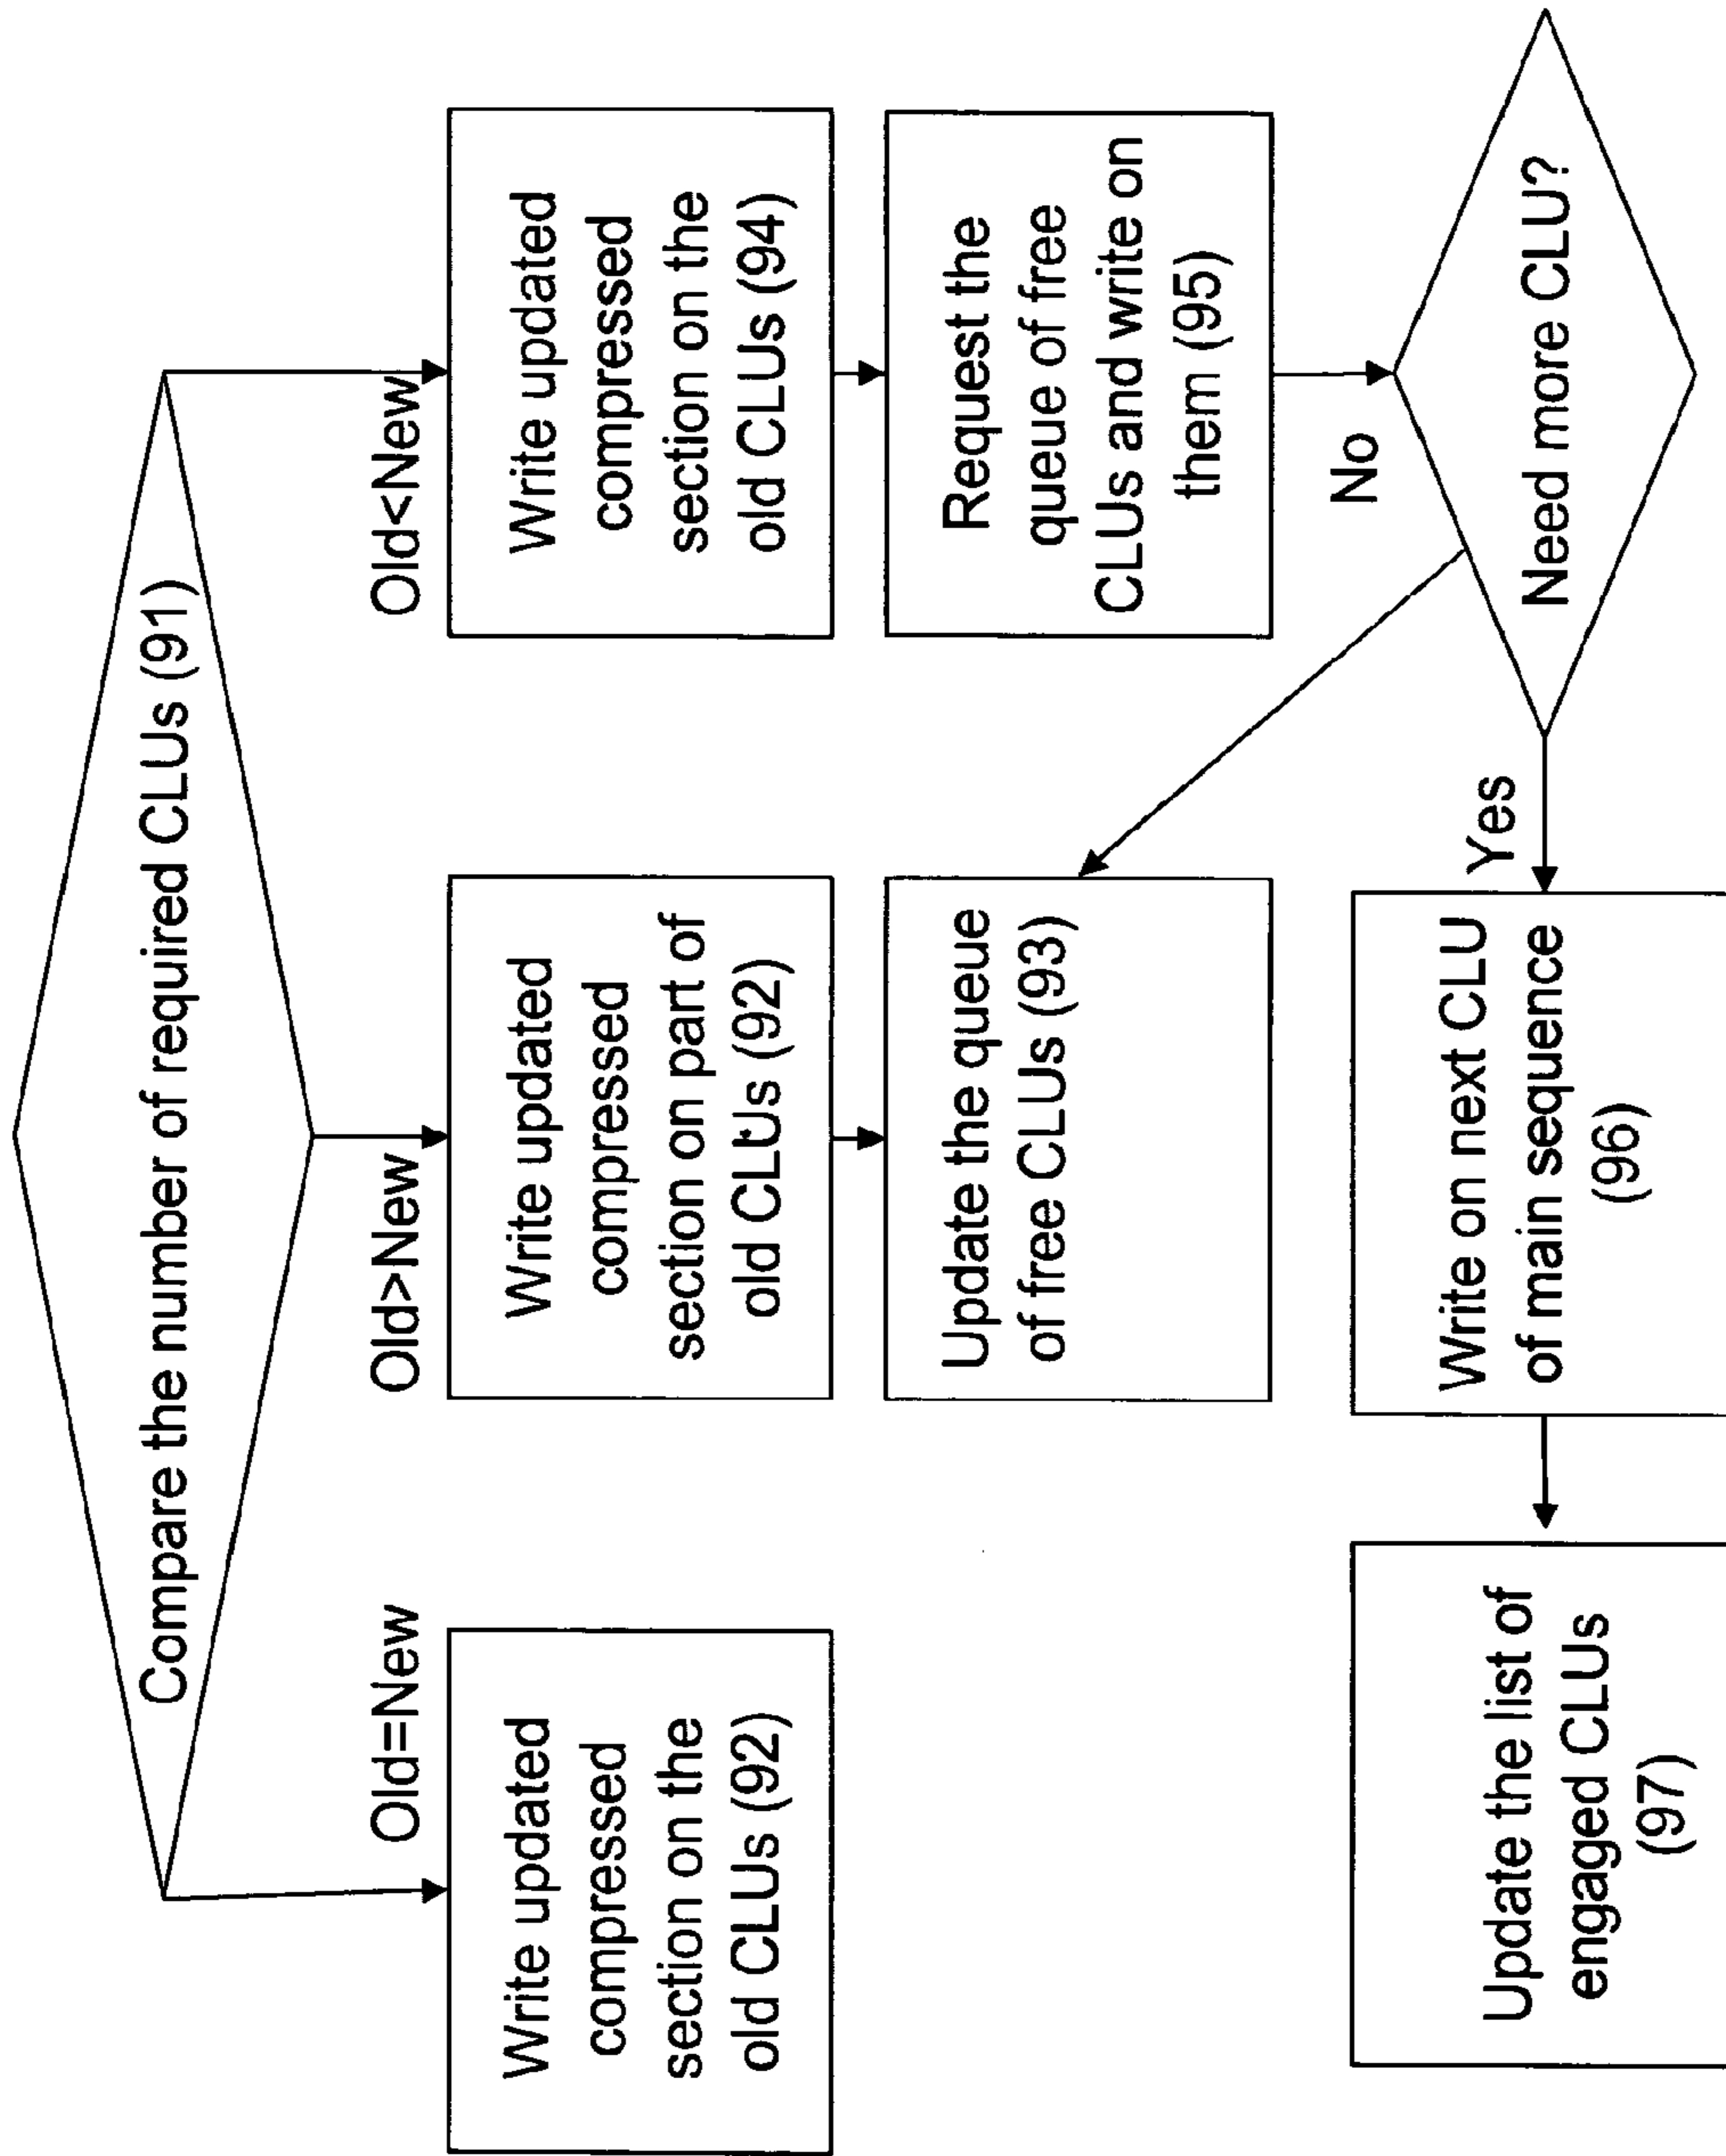 Compare the number of required CLUs (91)
Old=New
Old>New
Old<New
Write updated
compressed
section on the
old CLUs (92)
Write updated
compressed
section on part of
old CLUs (92)
Write updated
compressed
section on the
old CLUs (94)
Update the queue
of free CLUs (93)
Request the
queue of free
CLUs and write on
them (95)
No
Need more CLU?
Yes
Write on next CLU
of main sequence
(96)
Update the list of
engaged CLUs
(97)